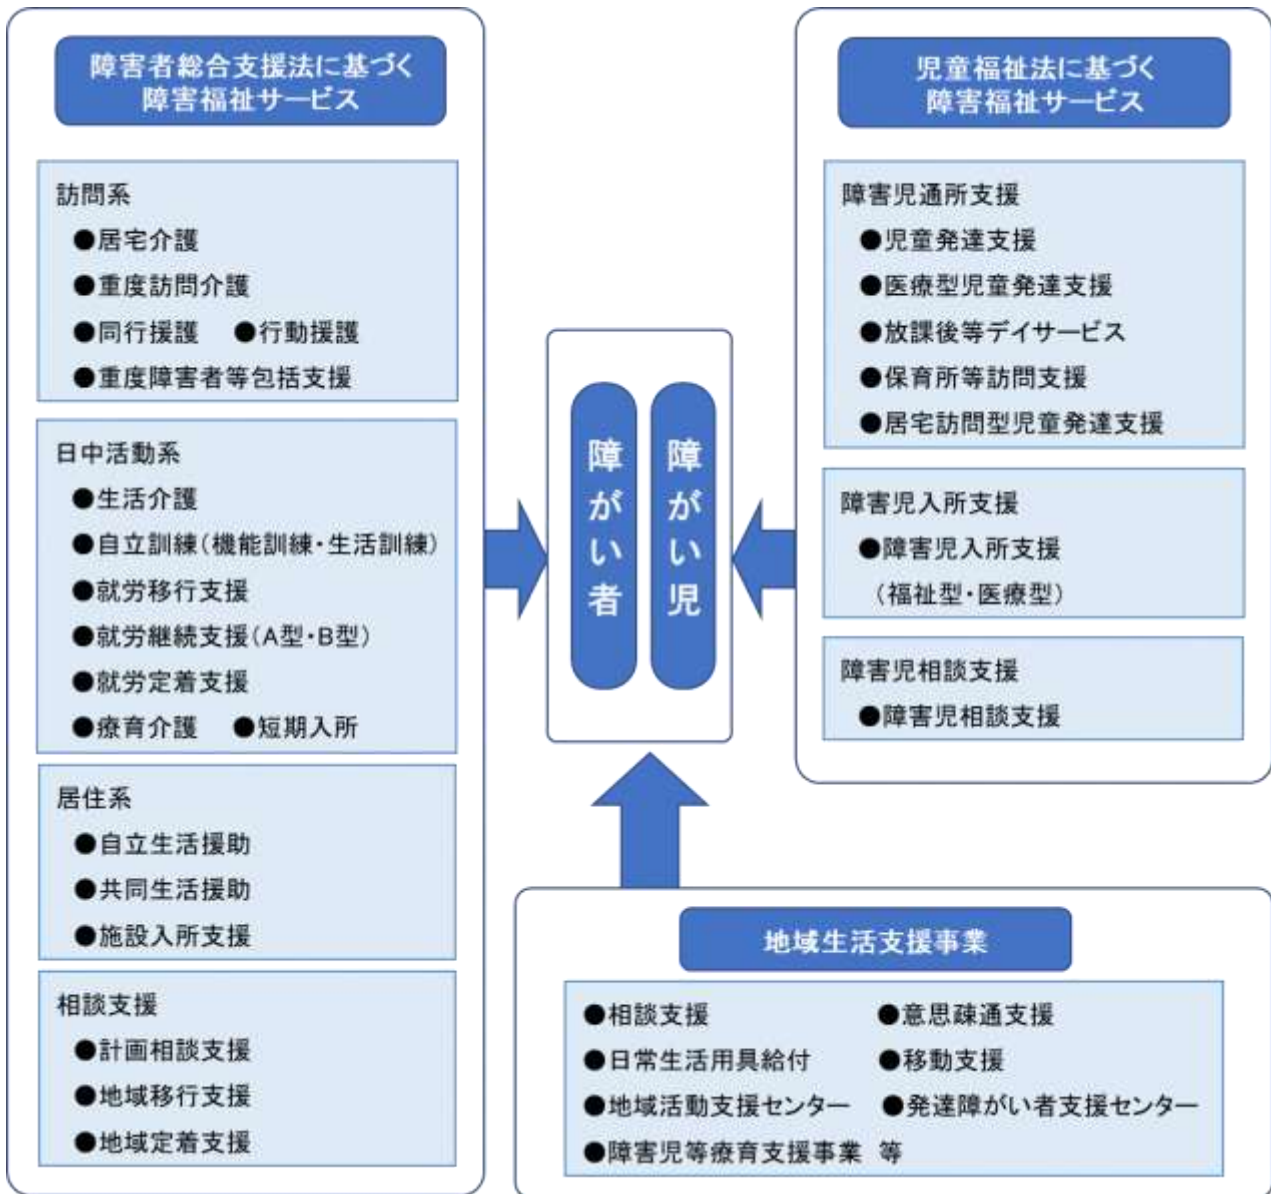 障害者総合支援法に基づく
障害福祉サービス
訪問系
●居宅介護
●重度訪問介護
●同行援護　●行動援護
●重度障害者等包括支援
日中活動系
●生活介護
●自立訓練（機能訓練・生活訓練）
●就労移行支援
●就労継続支援（A型・B型）
●就労定着支援
●療育介護　●短期入所
居住系
●自立生活援助
●共同生活援助
●施設入所支援
相談支援
●計画相談支援
●地域移行支援
●地域定着支援
障がい者
障がい児
児童福祉法に基づく
障害福祉サービス
障害児通所支援
●児童発達支援
●医療型児童発達支援
●放課後等デイサービス
●保育所等訪問支援
●居宅訪問型児童発達支援
障害児入所支援
●障害児入所支援
（福祉型・医療型）
障害児相談支援
●障害児相談支援
地域生活支援事業
●相談支援　●意思疎通支援
●日常生活用具給付　●移動支援
●地域活動支援センター　●発達障がい者支援センター
●障害児等療育支援事業　等